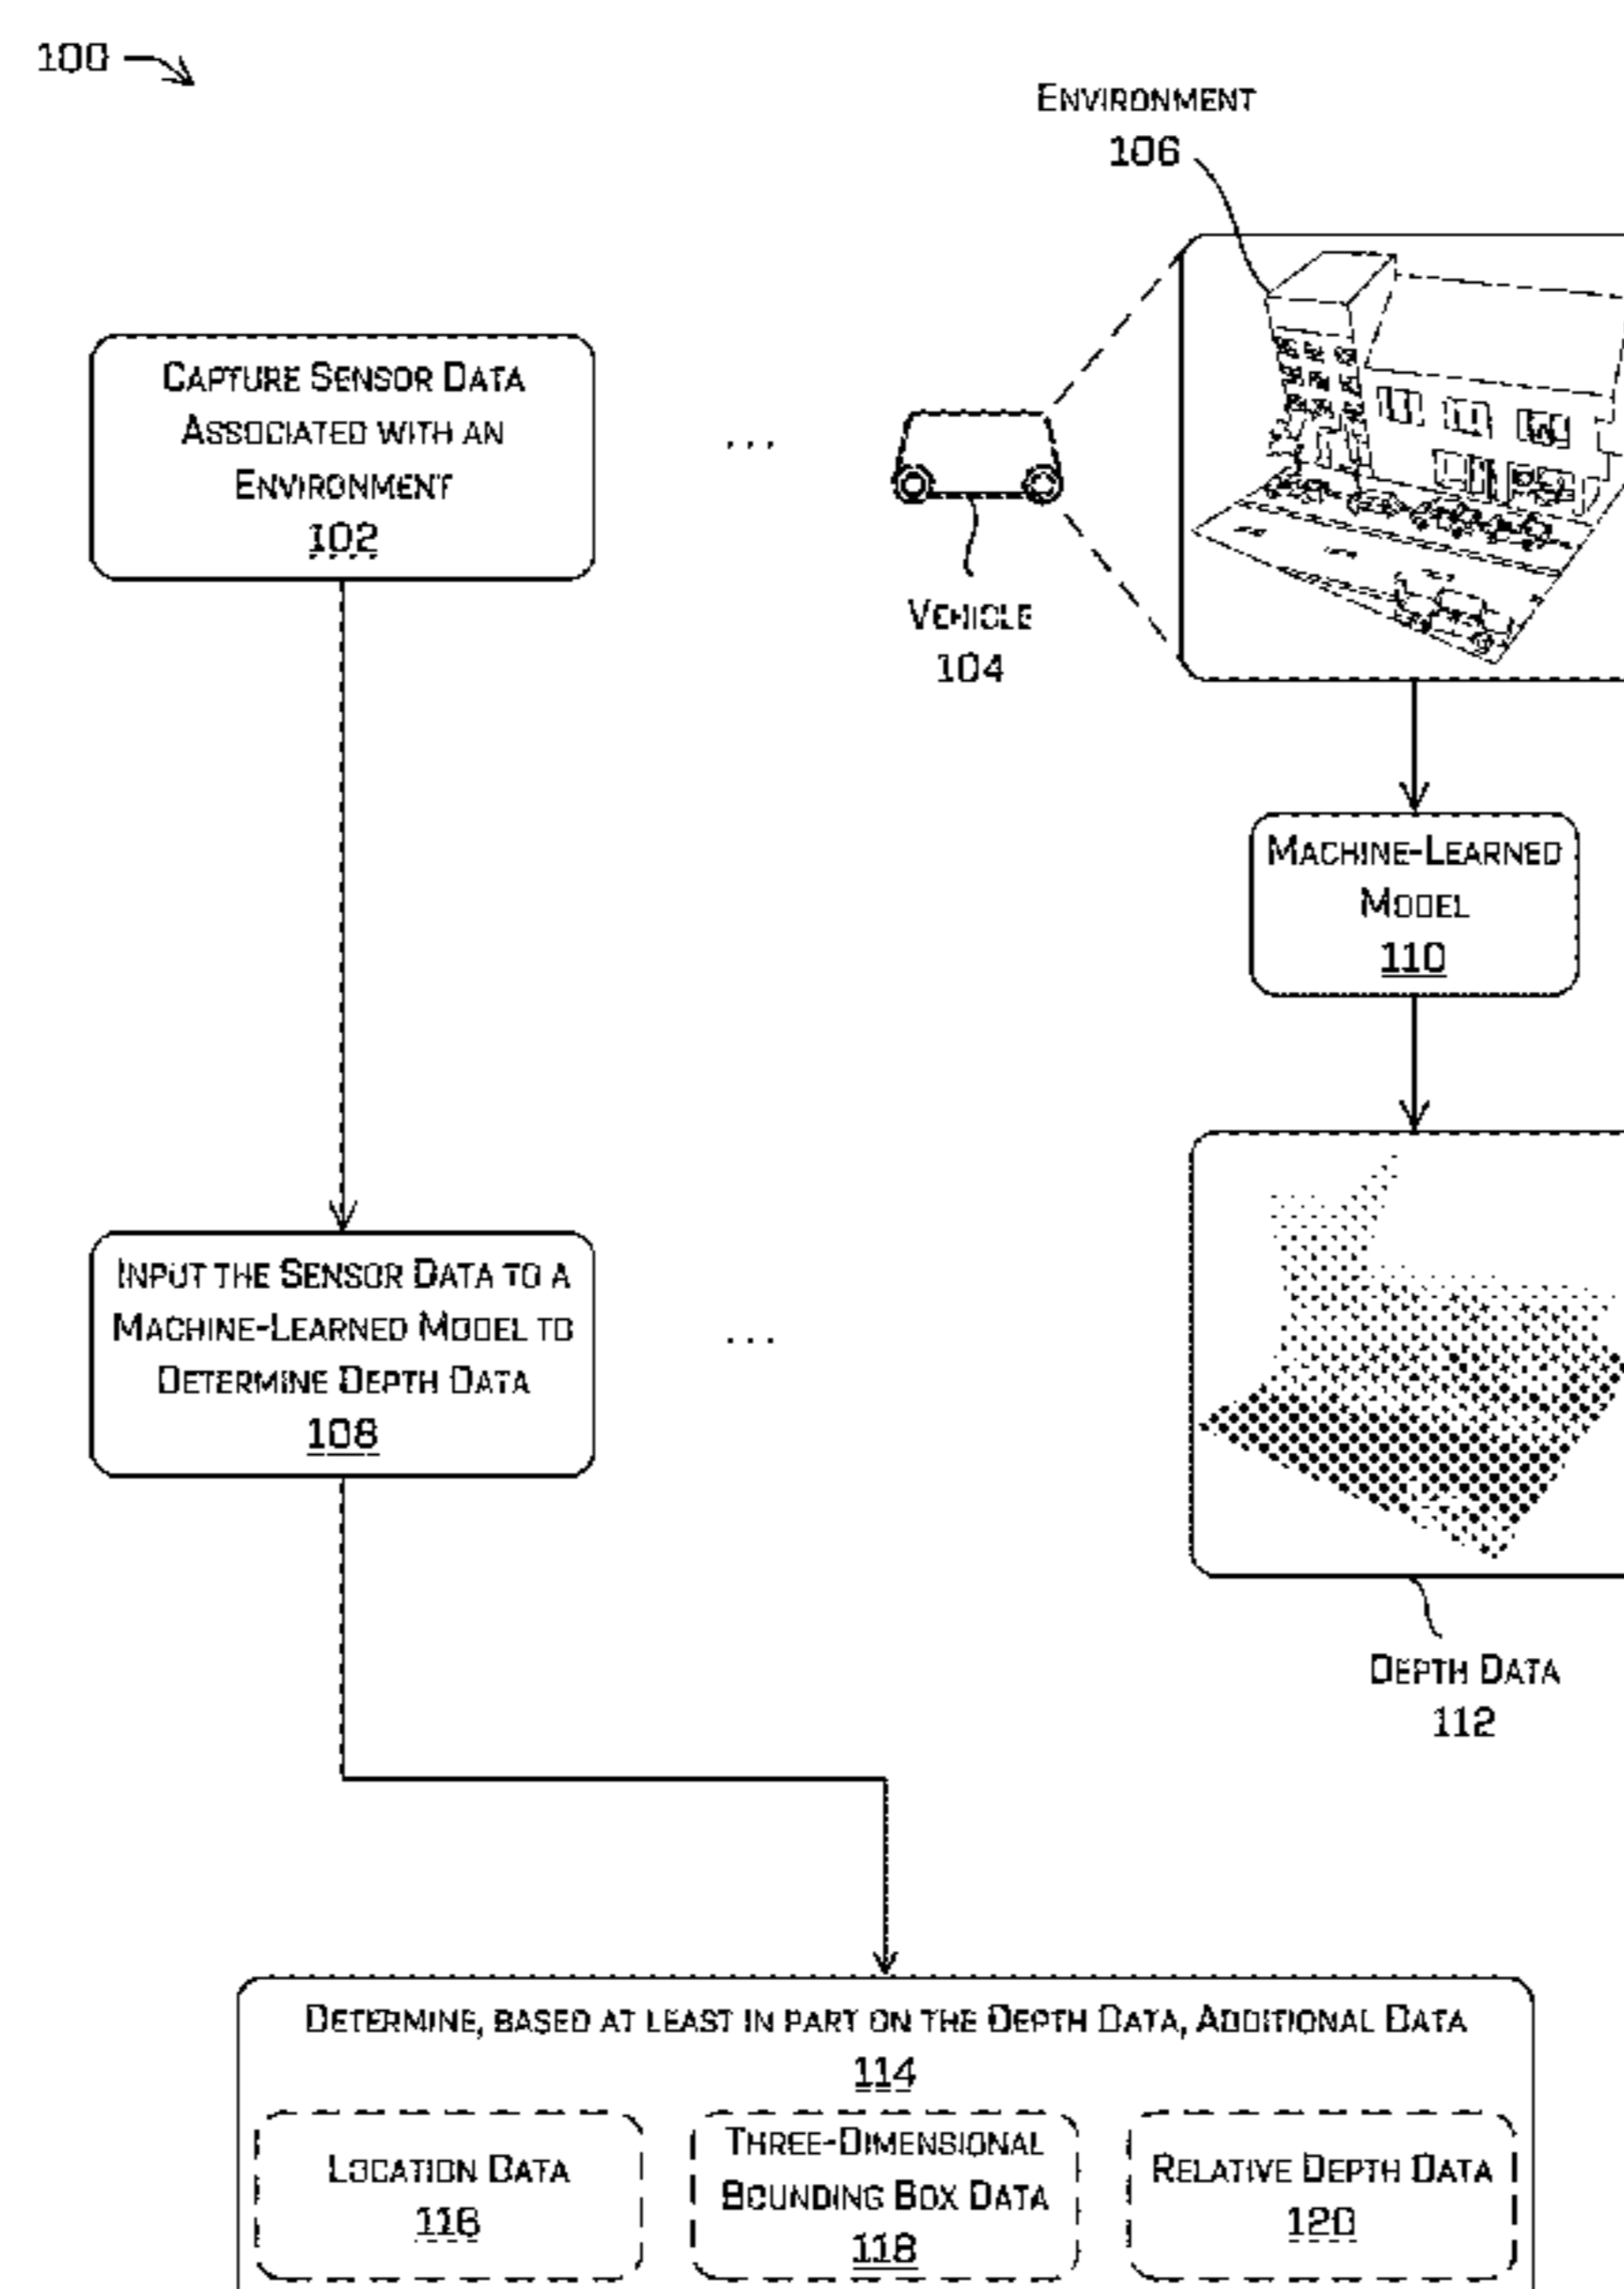 100
ENVIRONMENT
106
CAPTURE SENSOR DATA
ASSOCIATED WITH AN
ENVIRONMENT
102
...
VEHICLE
104
MACHINE-LEARNED
MODEL
110
INPUT THE SENSOR DATA TO A
MACHINE-LEARNED MODEL TO
DETERMINE DEPTH DATA
108
...
DEPTH DATA
112
DETERMINE, BASED AT LEAST IN PART ON THE DEPTH DATA, ADDITIONAL DATA
114
LOCATION DATA
116
THREE-DIMENSIONAL
BOUNDING BOX DATA
118
RELATIVE DEPTH DATA
120